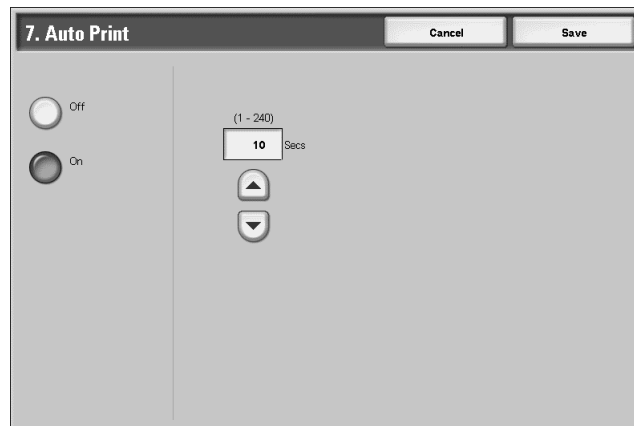 7. Auto Print
Cancel
Save
Off
On
(1 - 240)
10 Secs